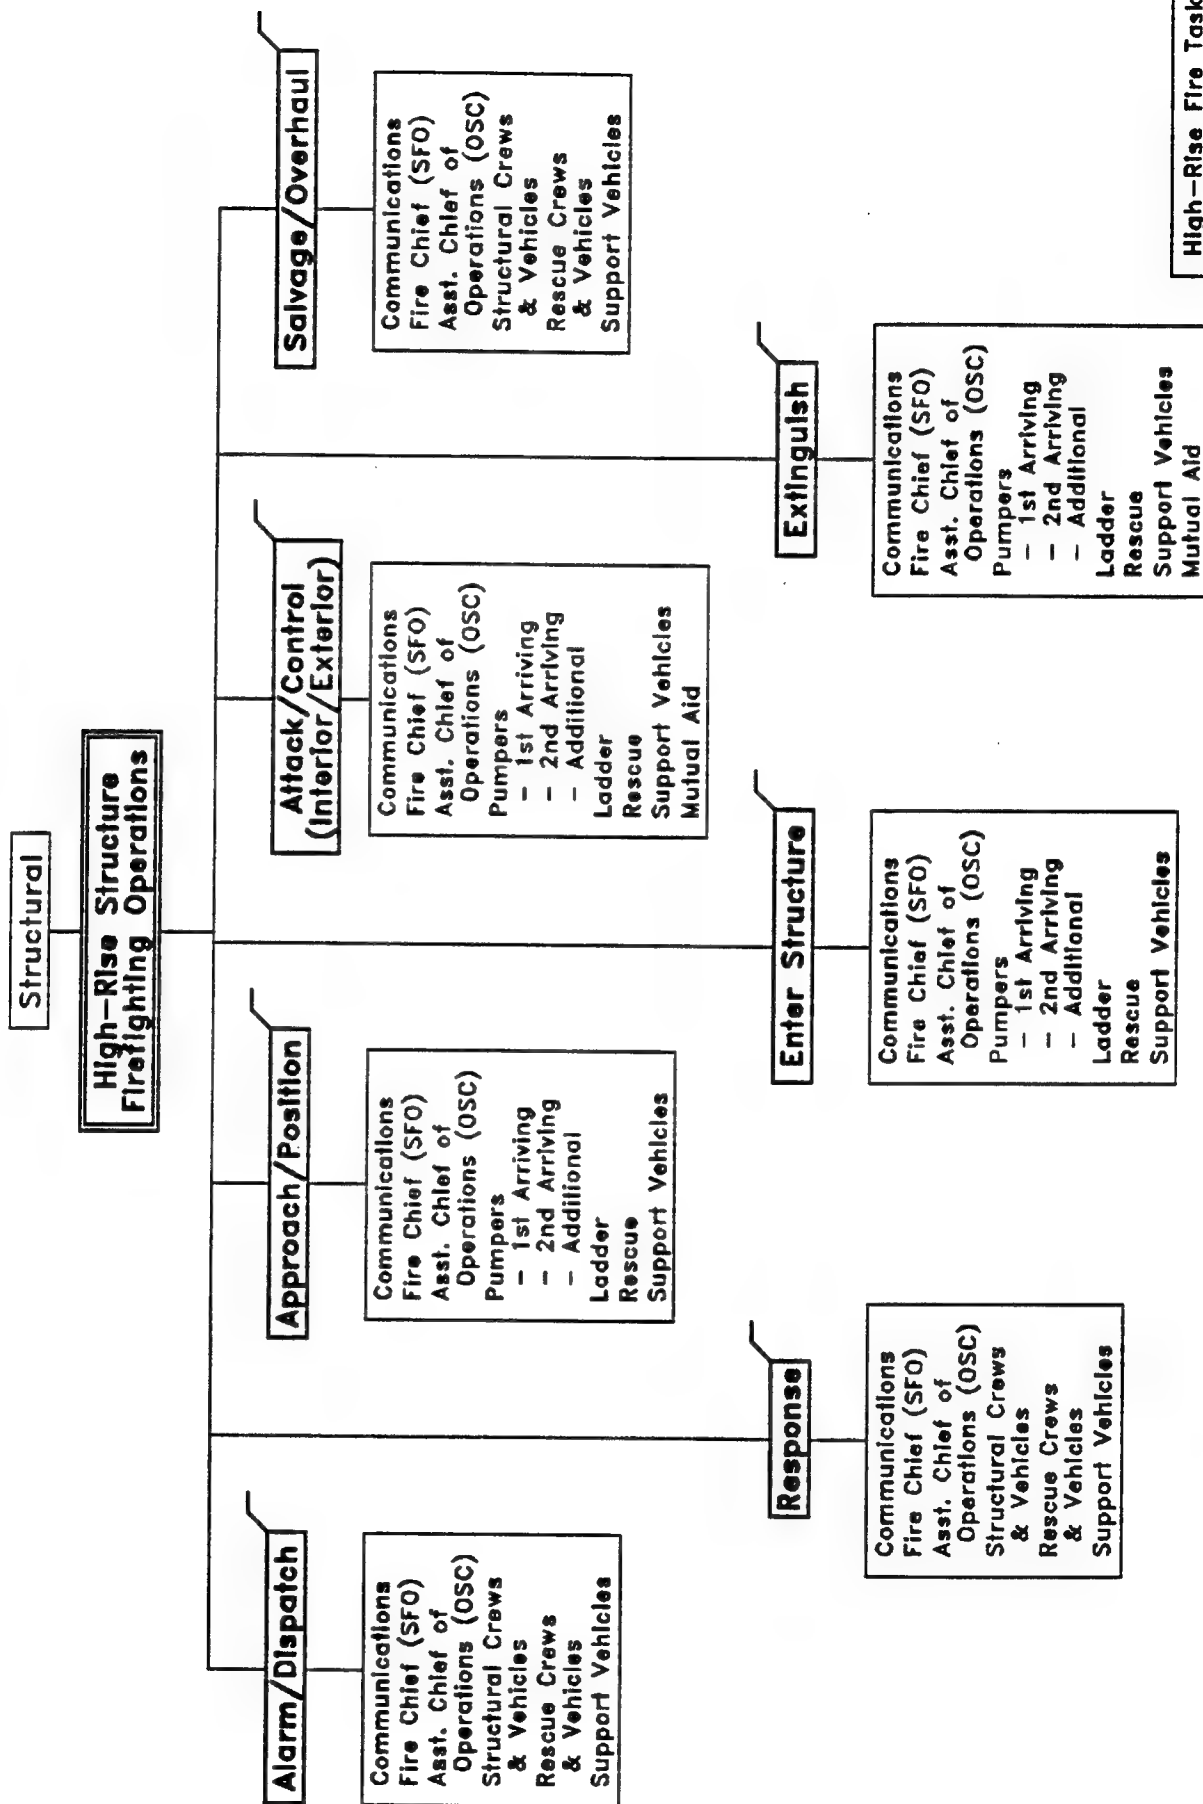 Structural
High-Rise Structure
Firefighting Operations
Alarm/Dispatch
Communications
Fire Chief (SFO)
Asst. Chief of
Operations (OSC)
Structural Crews
& Vehicles
Rescue Crews
& Vehicles
Support Vehicles
Response
Communications
Fire Chief (SFO)
Asst. Chief of
Operations (OSC)
Structural Crews
& Vehicles
Rescue Crews
& Vehicles
Support Vehicles
Approach/Position
Communications
Fire Chief (SFO)
Asst. Chief of
Operations (OSC)
Pumpers
- 1st Arriving
- 2nd Arriving
- Additional
Ladder
Rescue
Support Vehicles
Enter Structure
Communications
Fire Chief (SFO)
Asst. Chief of
Operations (OSC)
Pumpers
- 1st Arriving
- 2nd Arriving
- Additional
Ladder
Rescue
Support Vehicles
Attack/Control
(Interior/Exterior)
Communications
Fire Chief (SFO)
Asst. Chief of
Operations (OSC)
Pumpers
- 1st Arriving
- 2nd Arriving
- Additional
Ladder
Rescue
Support Vehicles
Mutual Aid
Extinguish
Communications
Fire Chief (SFO)
Asst. Chief of
Operations (OSC)
Pumpers
- 1st Arriving
- 2nd Arriving
- Additional
Ladder
Rescue
Support Vehicles
Mutual Aid
Salvage/Overhaul
Communications
Fire Chief (SFO)
Asst. Chief of
Operations (OSC)
Structural Crews
& Vehicles
Rescue Crews
& Vehicles
Support Vehicles
High-Rise Fire Task